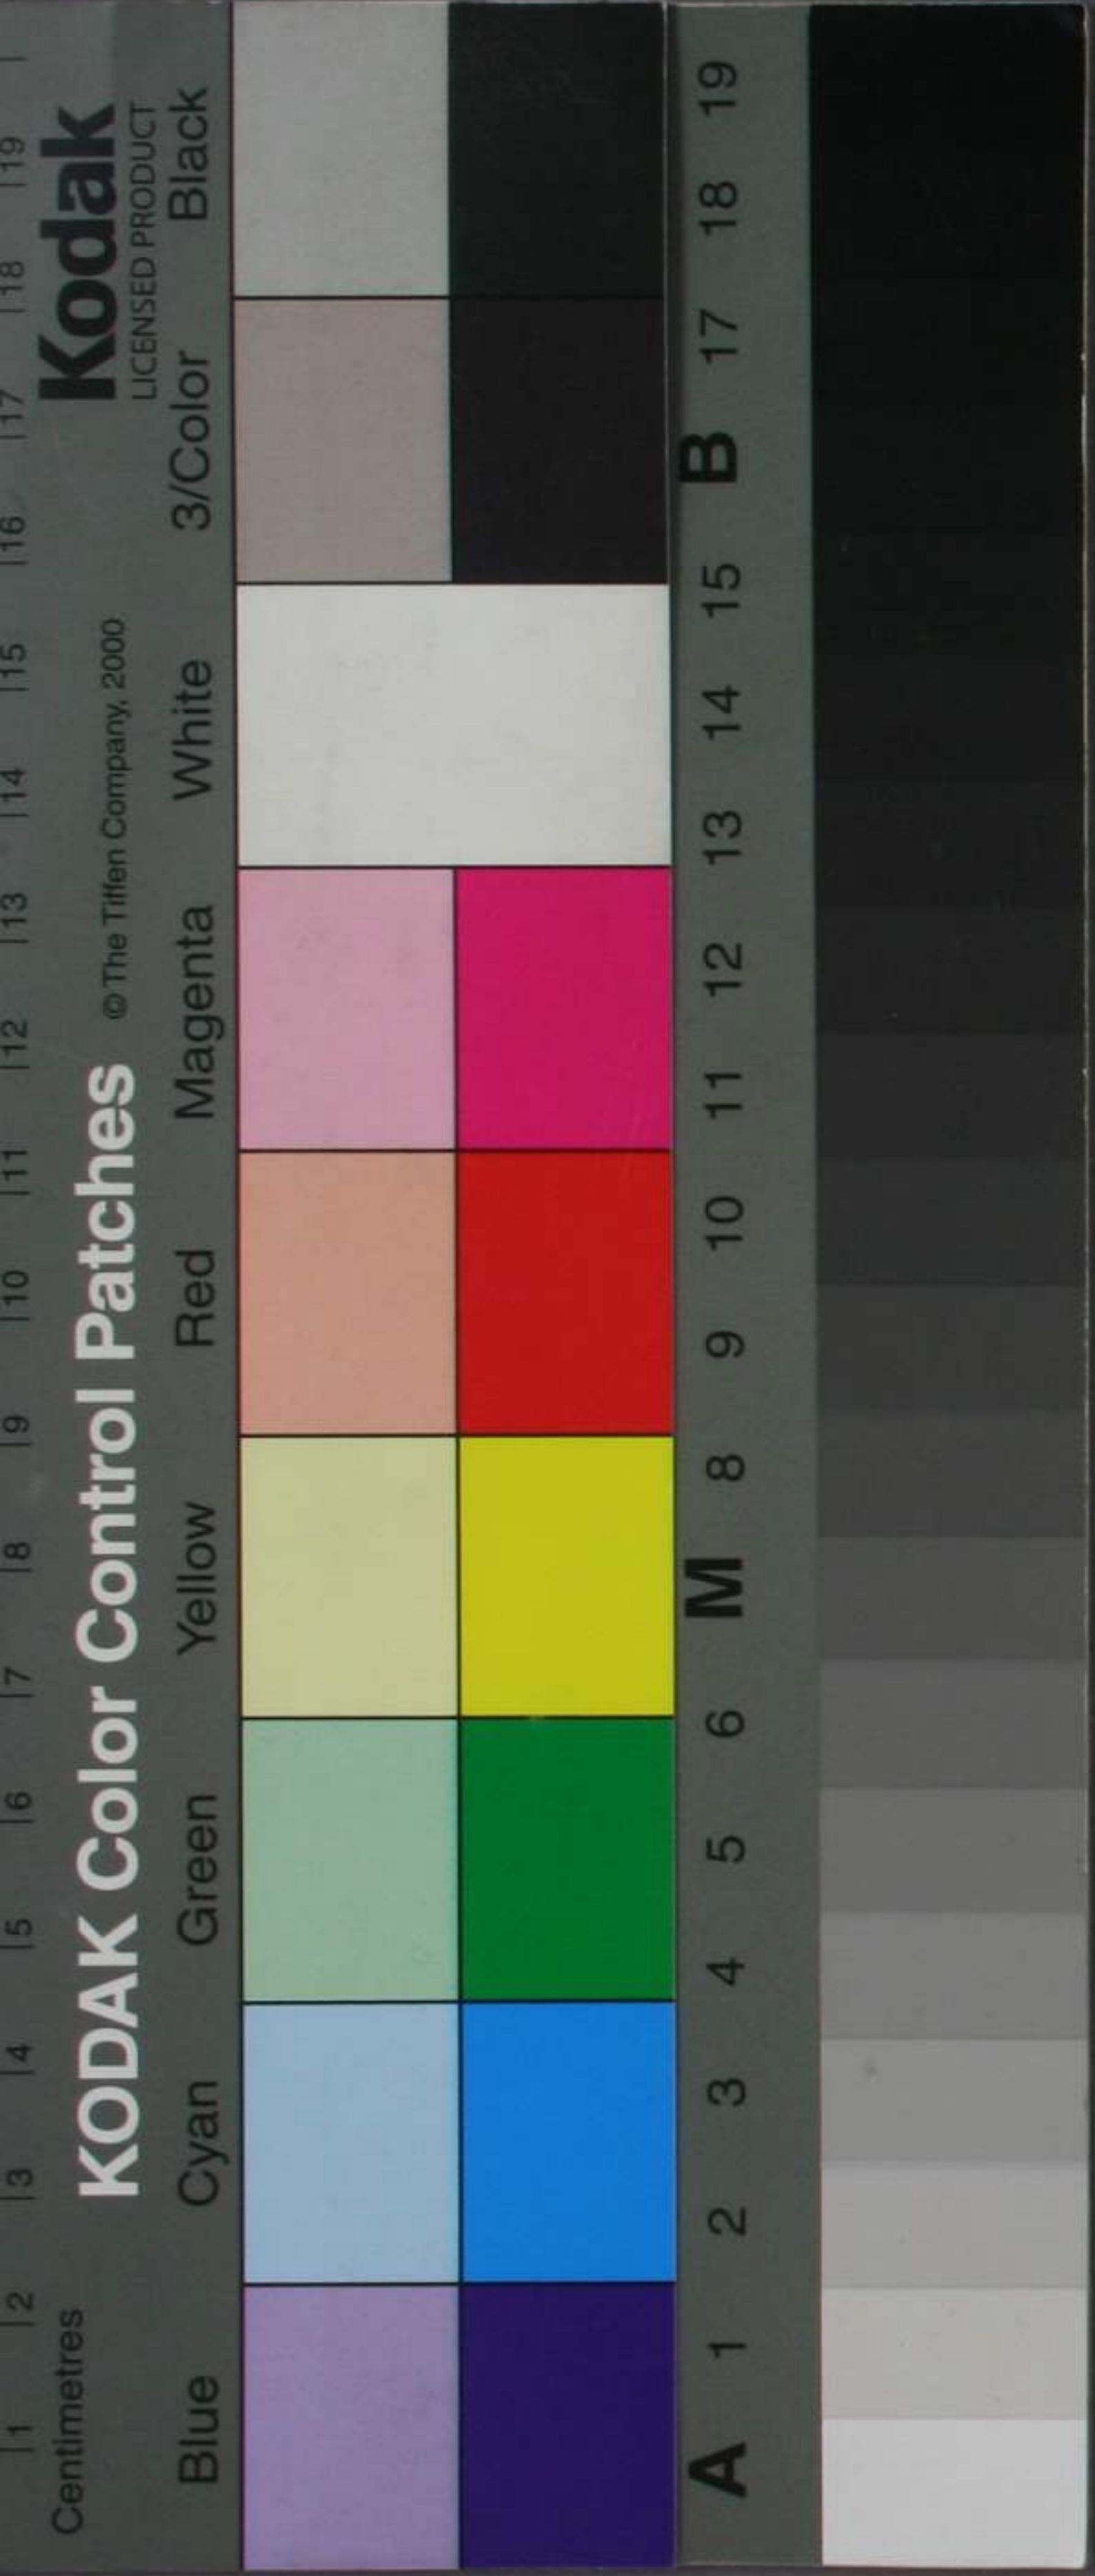 Centimetres
1 2 3 4 5 6 7 8 9 10 11 12 13 14 15 16 17 18 19
KODAK Color Control Patches © The Tiffen Company, 2000
Kodak
LICENSED PRODUCT
Blue Cyan Green Yellow Red Magenta White 3/Color Black
A 1 2 3 4 5 6 M 8 9 10 11 12 13 14 15 B 17 18 19